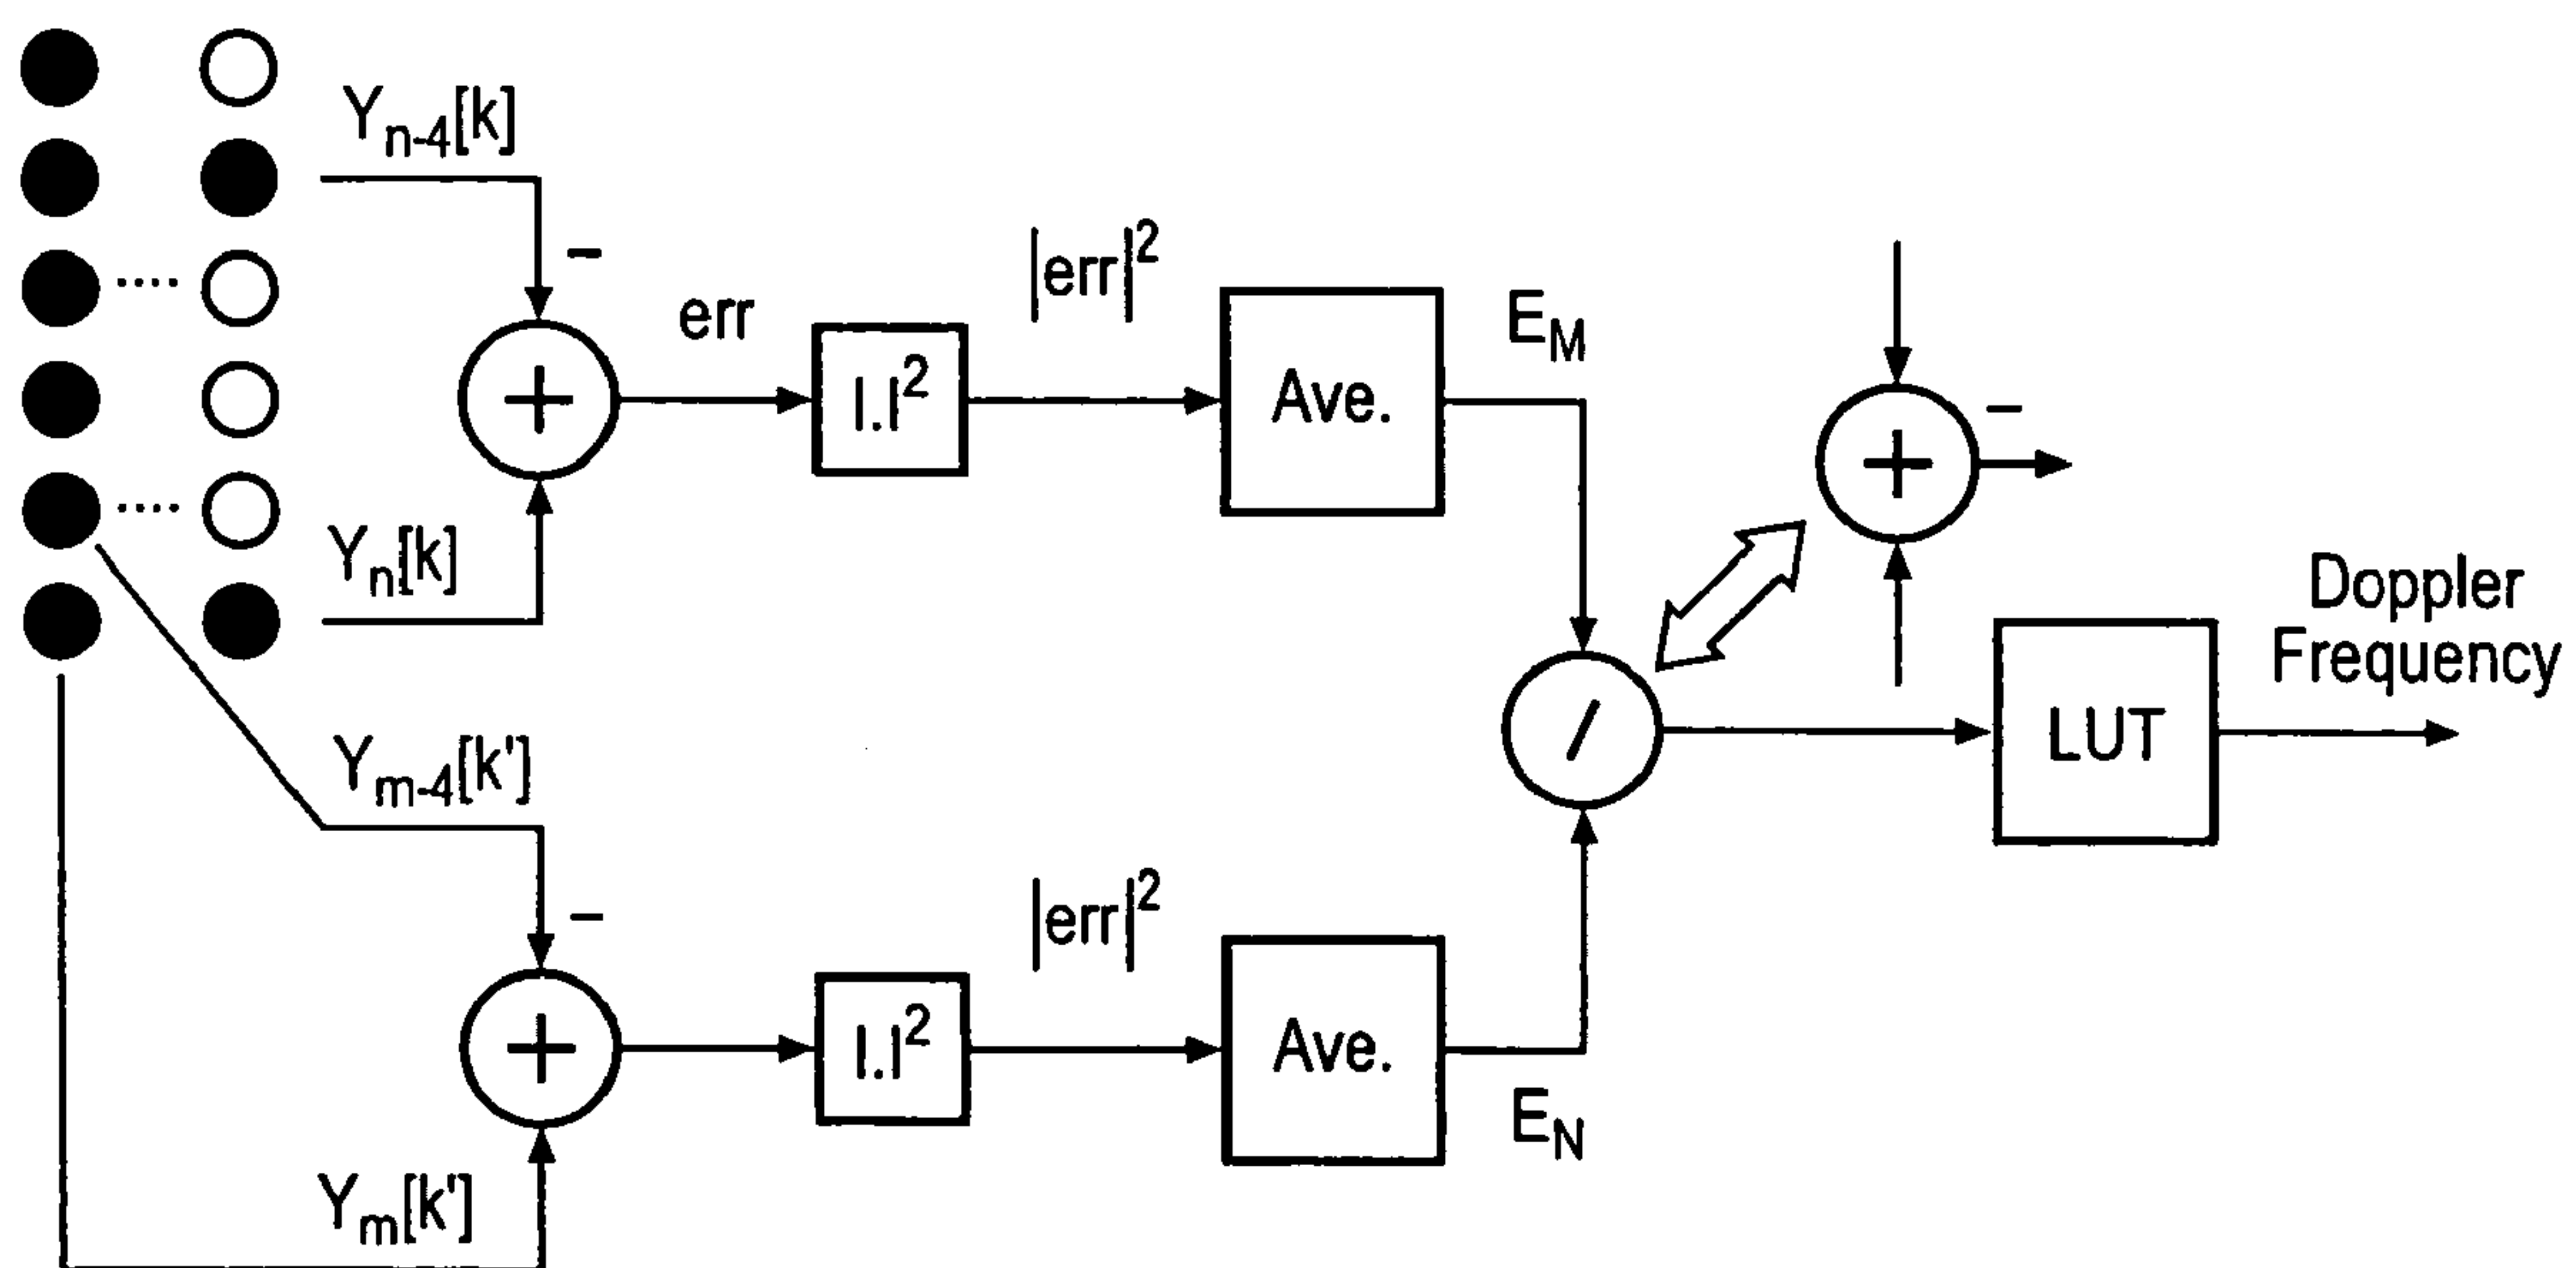 Yn-4[k]
−
err
|err|²
EM
+
|.|²
Ave.
−
+
Yn[k]
Doppler
Frequency
/
LUT
Ym-4[k']
−
|err|²
+
|.|²
Ave.
EN
Ym[k']